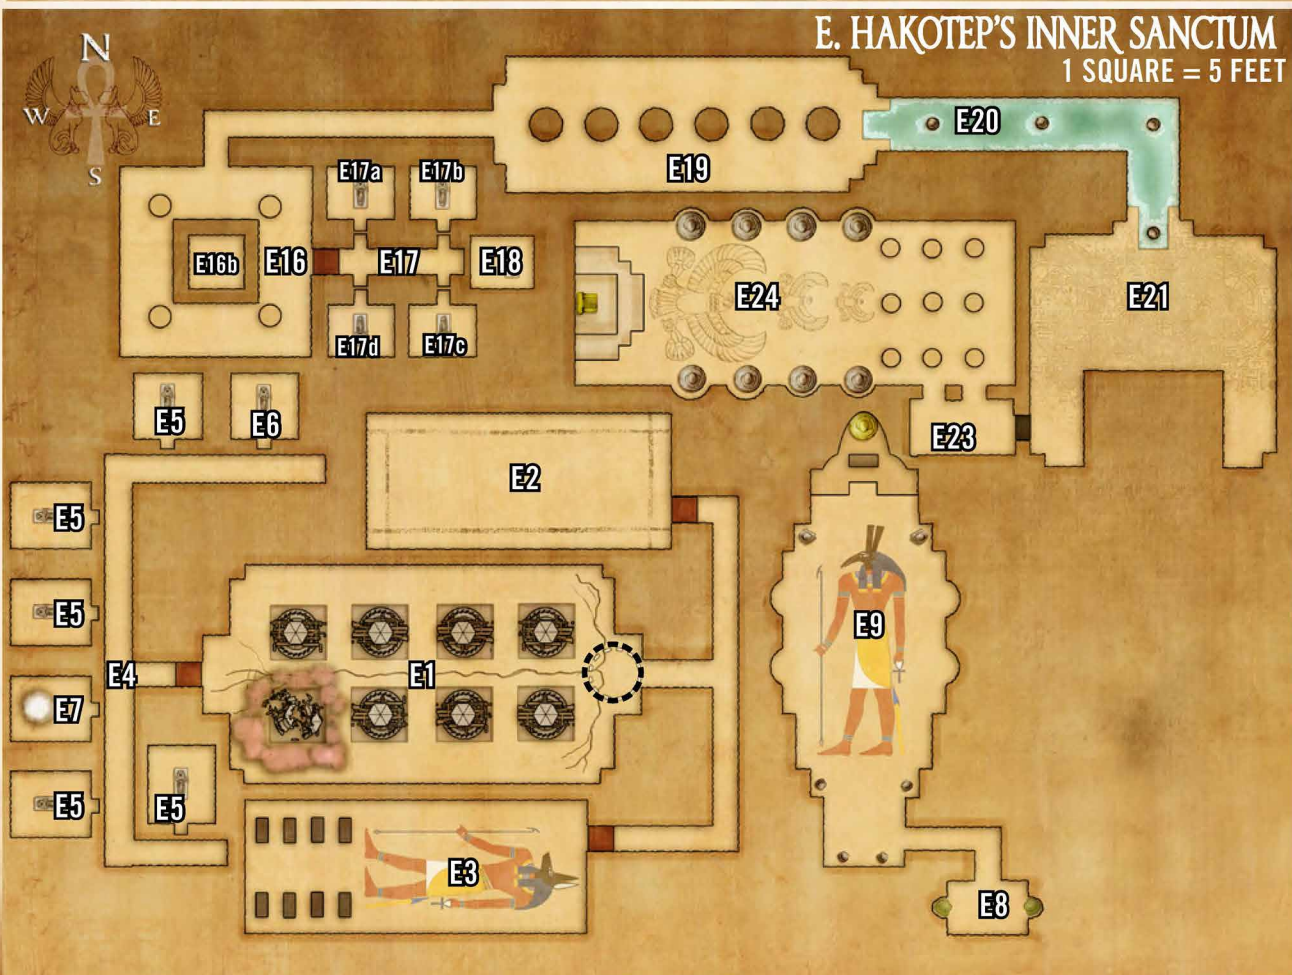 E. HAKOTEP'S INNER SANCTUM
1 SQUARE = 5 FEET
N
W E
S
E20
E19
E17a E17b
E16b E16 E17 E18
E24
E21
E17d E17c
E5 E6
E23
E2
E5
E5
E9
E4 E1
E7
E5 E5
E3
E8